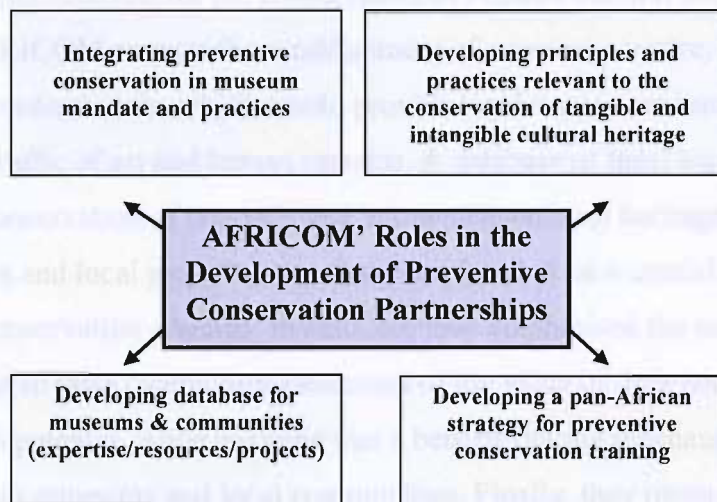 Integrating preventive
conservation in museum
mandate and practices
Developing principles and
practices relevant to the
conservation of tangible and
intangible cultural heritage
AFRICOM' Roles in the
Development of Preventive
Conservation Partnerships
Developing database for
museums & communities
(expertise/resources/projects)
Developing a pan-African
strategy for preventive
conservation training